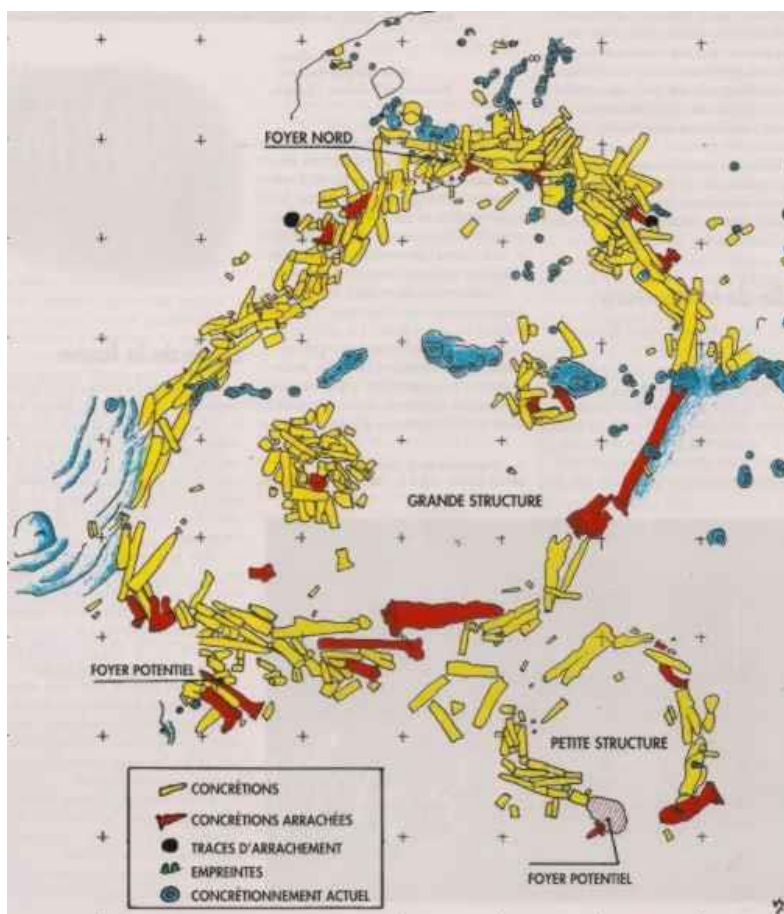 FOYER NORD
GRANDE STRUCTURE
FOYER POTENTIEL
PETITE STRUCTURE
CONCRÉTIONS
CONCRÉTIONS ARRACHÉES
TRACES D'ARRACHEMENT
EMPREINTES
CONCRÉTIONNEMENT ACTUEL
FOYER POTENTIEL